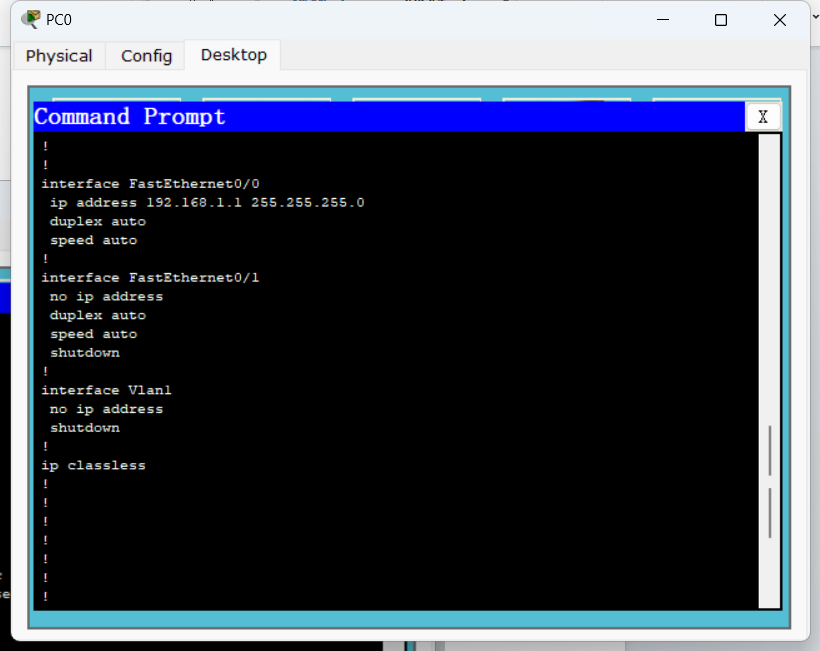 PC0
Physical Config Desktop
Command Prompt
X
!
!
interface FastEthernet0/0
 ip address 192.168.1.1 255.255.255.0
 duplex auto
 speed auto
!
interface FastEthernet0/1
 no ip address
 duplex auto
 speed auto
 shutdown
!
interface Vlan1
 no ip address
 shutdown
!
ip classless
!
!
!
!
!
!
!